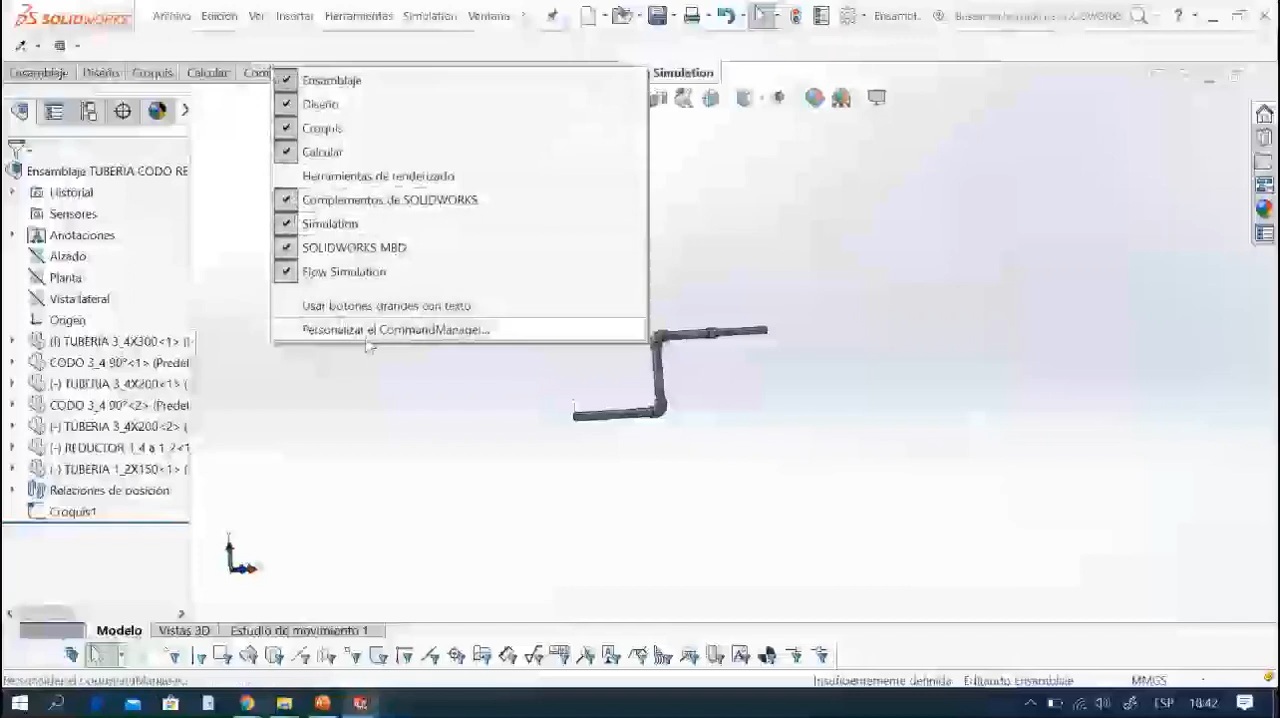 SOLIDWORKS
Archivo Edición Ver Insertar Herramientas Simulation Ventana
Ensambl... 
Ensamblaje Diseño Croquis Calcular Com
Simulation
Ensamblaje
Diseño
Croquis
Calcular
Herramientas de renderizado
Complementos de SOLIDWORKS
Simulation
SOLIDWORKS MBD
Flow Simulation
Usar botones grandes con texto
Personalizar el CommandManager...
Ensamblaje TUBERIA-CODO RE
Historial
Sensores
Anotaciones
Alzado
Planta
Vista lateral
Origen
(f) TUBERIA 3_4X300<1> (
CODO 3_4 90°<1> (Predet
(-) TUBERIA 3_4X200<1> (
CODO 3_4 90°<2> (Predet
(-) TUBERIA 3_4X200<2> (
(-) REDUCTOR 1_4 a 1_2<1
(-) TUBERIA 1_2X150<1> (
Relaciones de posición
Croquis1
Modelo Vistas 3D Estudio de movimiento 1
Insuficientemente definida Editando Ensamblaje MMGS
ESP 18:42